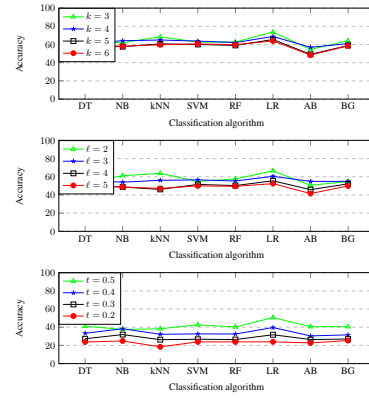 100
80
60
40
20
0
Accuracy
k = 3
k = 4
k = 5
k = 6
DT NB kNN SVM RF LR AB BG
Classification algorithm
100
80
60
40
20
0
Accuracy
ℓ = 2
ℓ = 3
ℓ = 4
ℓ = 5
DT NB kNN SVM RF LR AB BG
Classification algorithm
100
80
60
40
20
0
Accuracy
t = 0.5
t = 0.4
t = 0.3
t = 0.2
DT NB kNN SVM RF LR AB BG
Classification algorithm